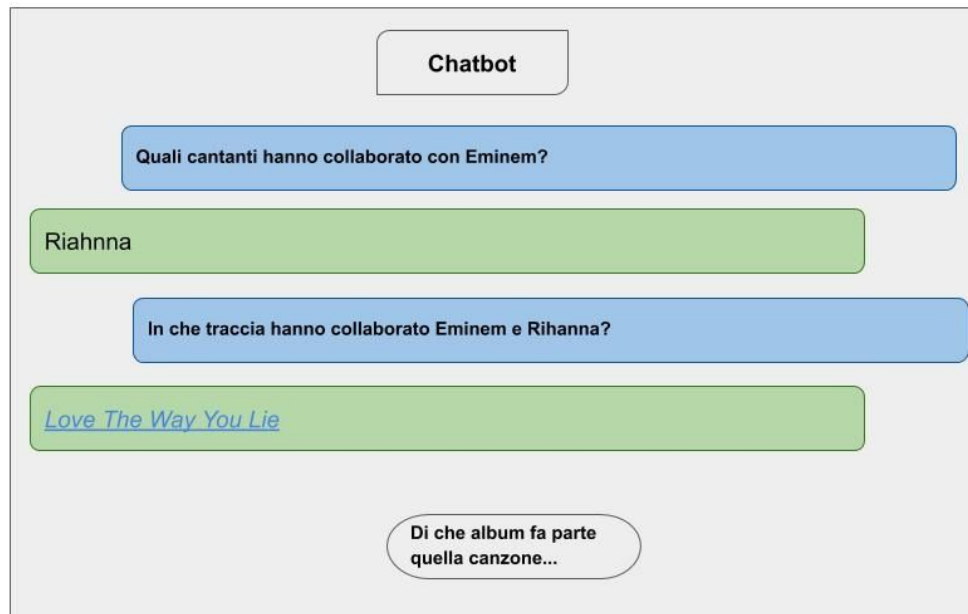 Chatbot
Quali cantanti hanno collaborato con Eminem?
Riahnna
In che traccia hanno collaborato Eminem e Rihanna?
Love The Way You Lie
Di che album fa parte
quella canzone...